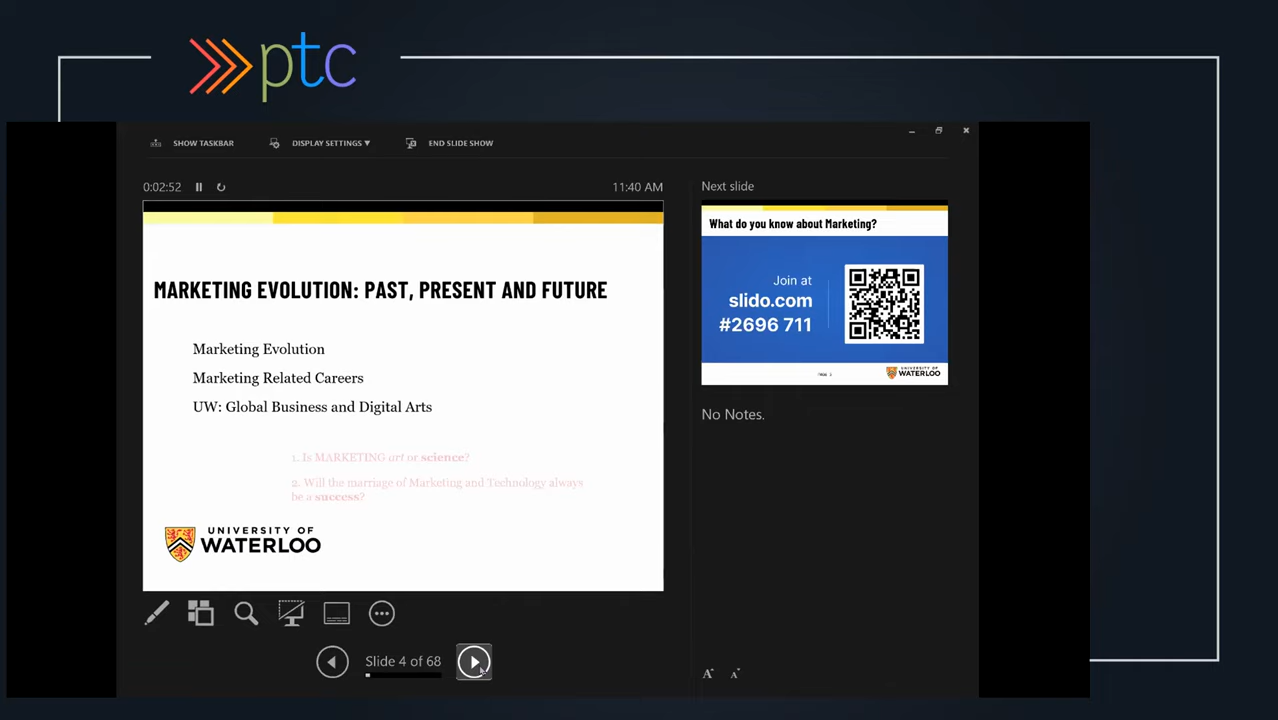 ptc
SHOW TASKBAR
DISPLAY SETTINGS ▼
END SLIDE SHOW
0:02:52
11:40 AM
MARKETING EVOLUTION: PAST, PRESENT AND FUTURE
Marketing Evolution
Marketing Related Careers
UW: Global Business and Digital Arts
1. Is MARKETING art or science?
2. Will the marriage of Marketing and Technology always
be a success?
UNIVERSITY OF
WATERLOO
Slide 4 of 68
Next slide
What do you know about Marketing?
Join at
slido.com
#2696 711
UNIVERSITY OF
WATERLOO
No Notes.
A A